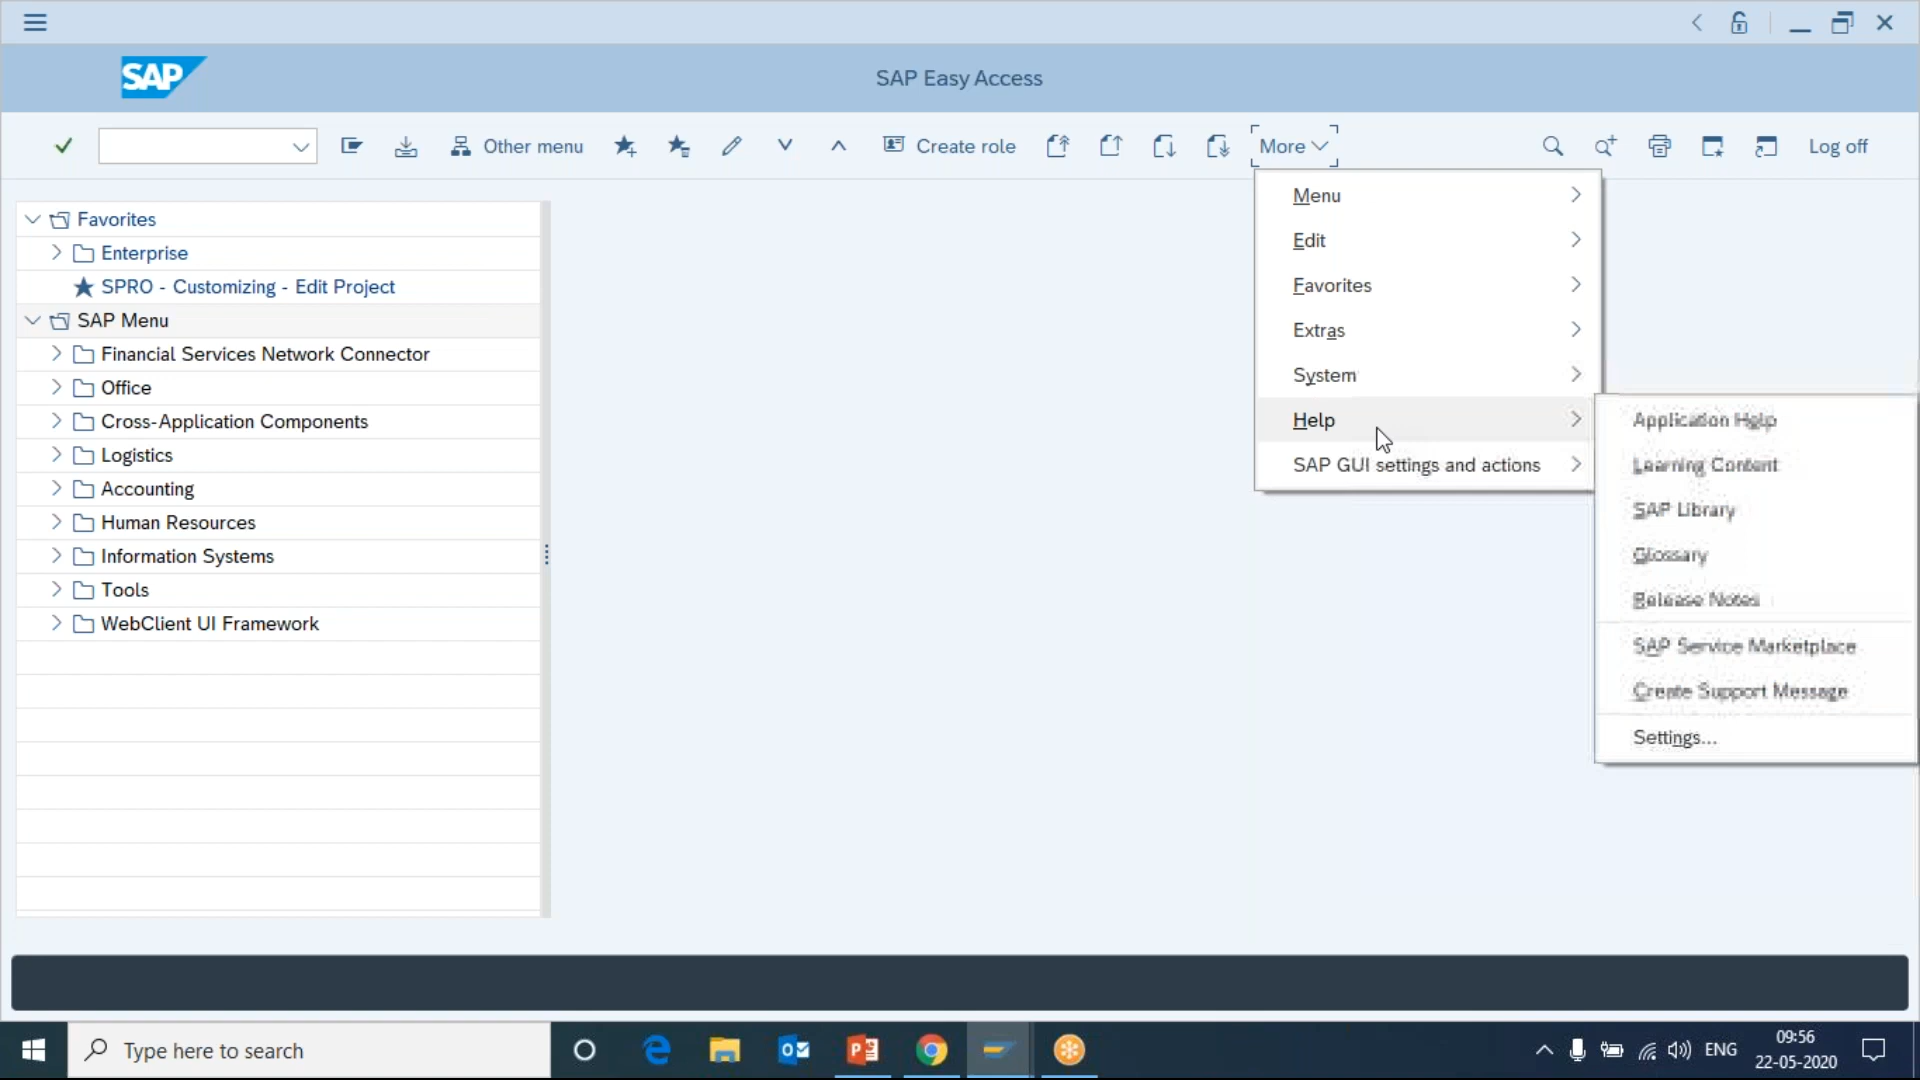 SAP
SAP Easy Access
Other menu
Create role
More
Log off
Favorites
Enterprise
SPRO - Customizing - Edit Project
SAP Menu
Financial Services Network Connector
Office
Cross-Application Components
Logistics
Accounting
Human Resources
Information Systems
Tools
WebClient UI Framework
Menu
Edit
Favorites
Extras
System
Help
SAP GUI settings and actions
Application Help
Learning Content
SAP Library
Glossary
Release Notes
SAP Service Marketplace
Create Support Message
Settings...
Type here to search
ENG
09:56
22-05-2020